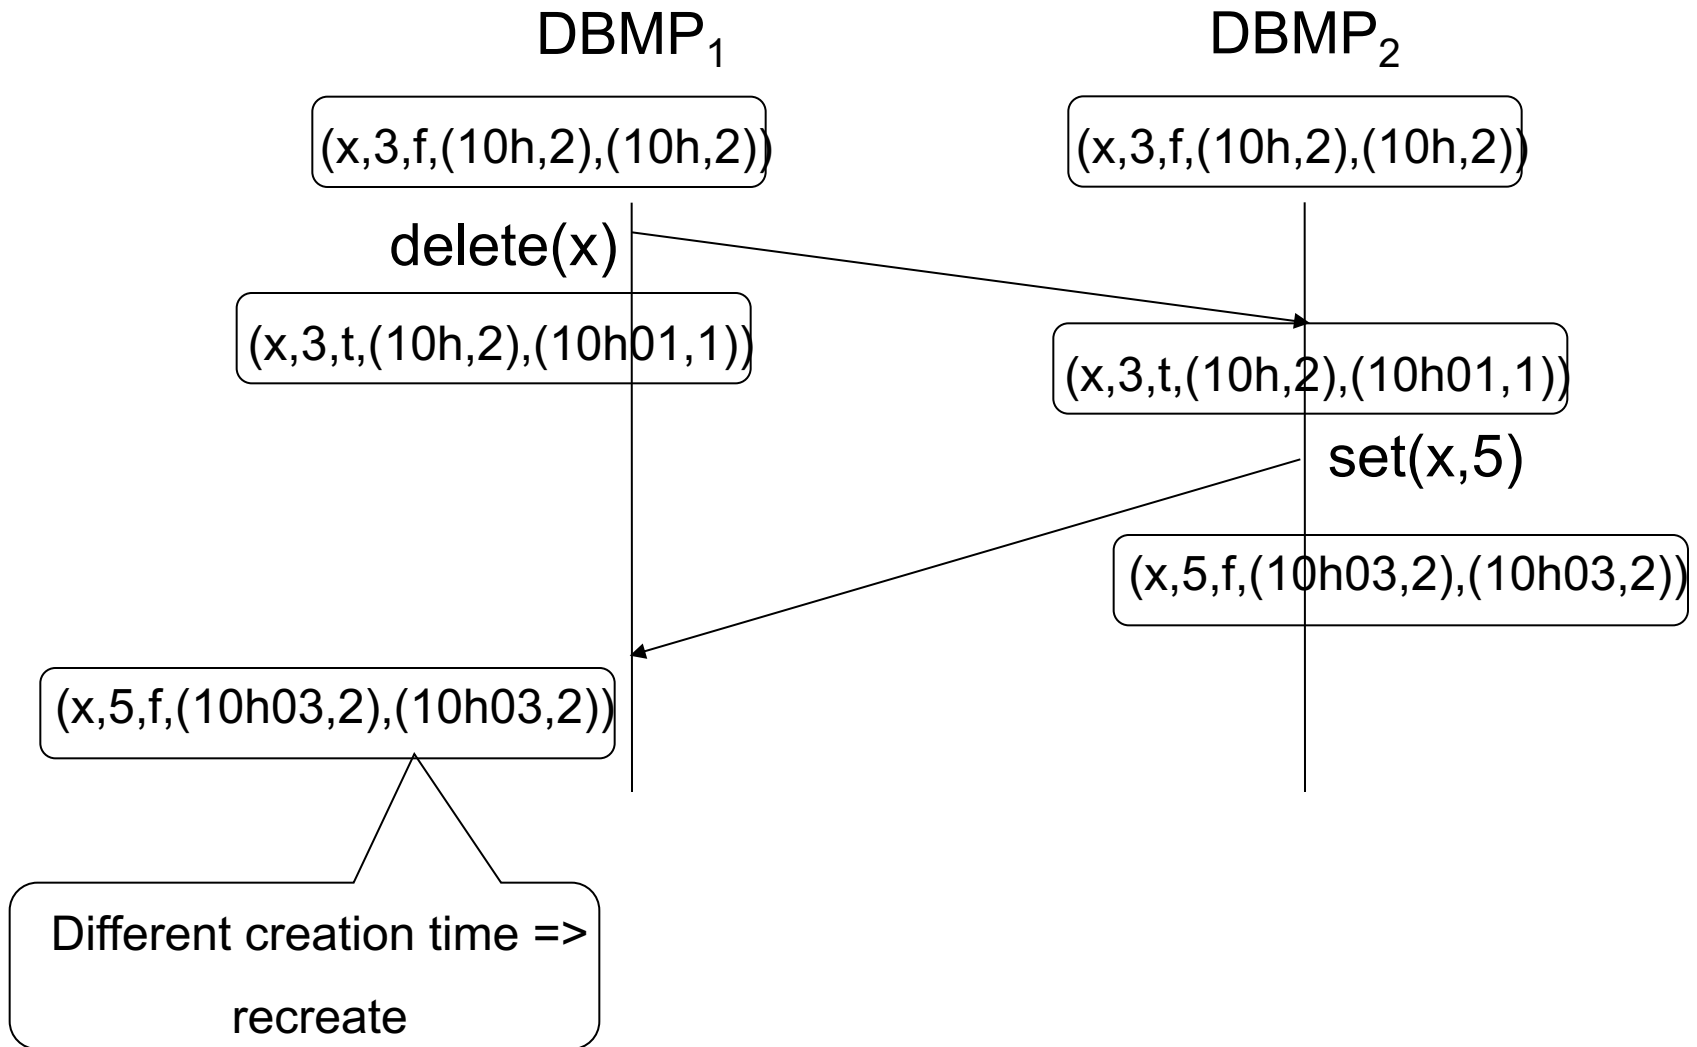 DBMP₁
DBMP₂
(x,3,f,(10h,2),(10h,2))
(x,3,f,(10h,2),(10h,2))
delete(x)
(x,3,t,(10h,2),(10h01,1))
(x,3,t,(10h,2),(10h01,1))
set(x,5)
(x,5,f,(10h03,2),(10h03,2))
(x,5,f,(10h03,2),(10h03,2))
Different creation time =>
recreate